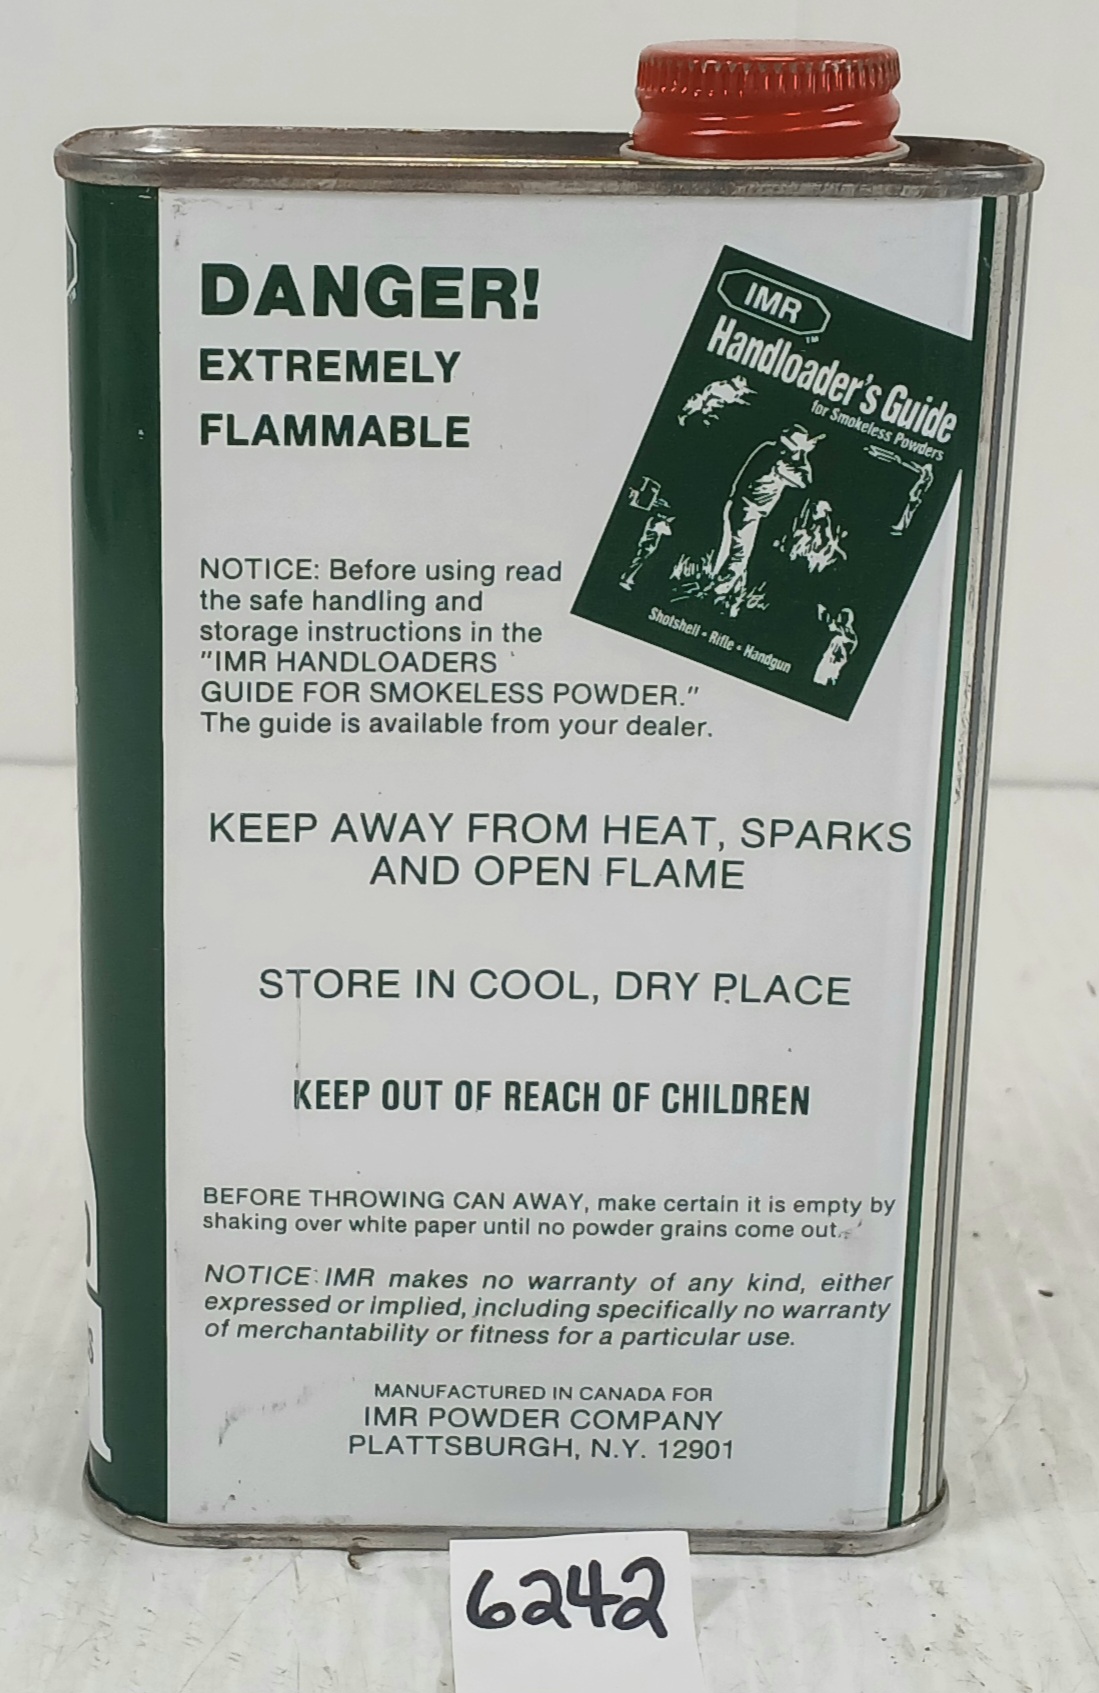 DANGER!
EXTREMELY
FLAMMABLE
IMR
TM
Handloader's Guide
for Smokeless Powders
Shotshell • Rifle • Handgun
NOTICE: Before using read
the safe handling and
storage instructions in the
"IMR HANDLOADERS
GUIDE FOR SMOKELESS POWDER."
The guide is available from your dealer.
KEEP AWAY FROM HEAT, SPARKS
AND OPEN FLAME
STORE IN COOL, DRY PLACE
KEEP OUT OF REACH OF CHILDREN
BEFORE THROWING CAN AWAY, make certain it is empty by
shaking over white paper until no powder grains come out.
NOTICE: IMR makes no warranty of any kind, either
expressed or implied, including specifically no warranty
of merchantability or fitness for a particular use.
MANUFACTURED IN CANADA FOR
IMR POWDER COMPANY
PLATTSBURGH, N.Y. 12901
6242